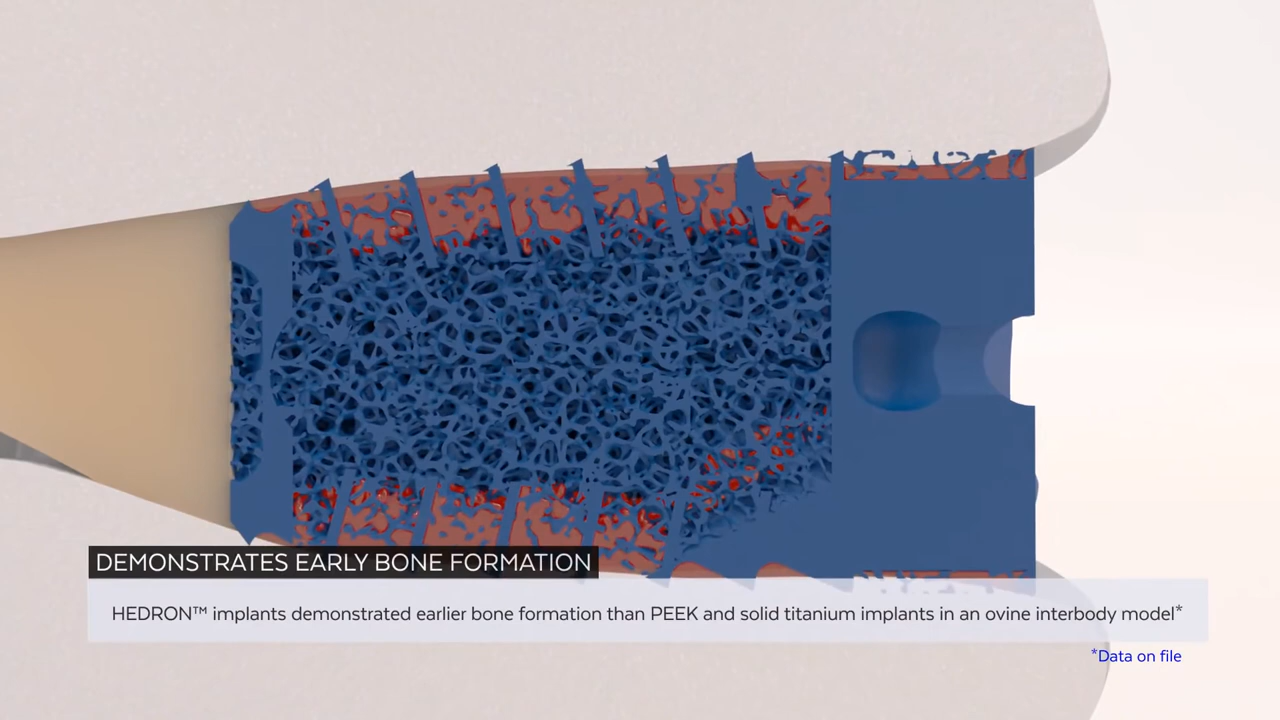 DEMONSTRATES EARLY BONE FORMATION
HEDRON™ implants demonstrated earlier bone formation than PEEK and solid titanium implants in an ovine interbody model*
*Data on file